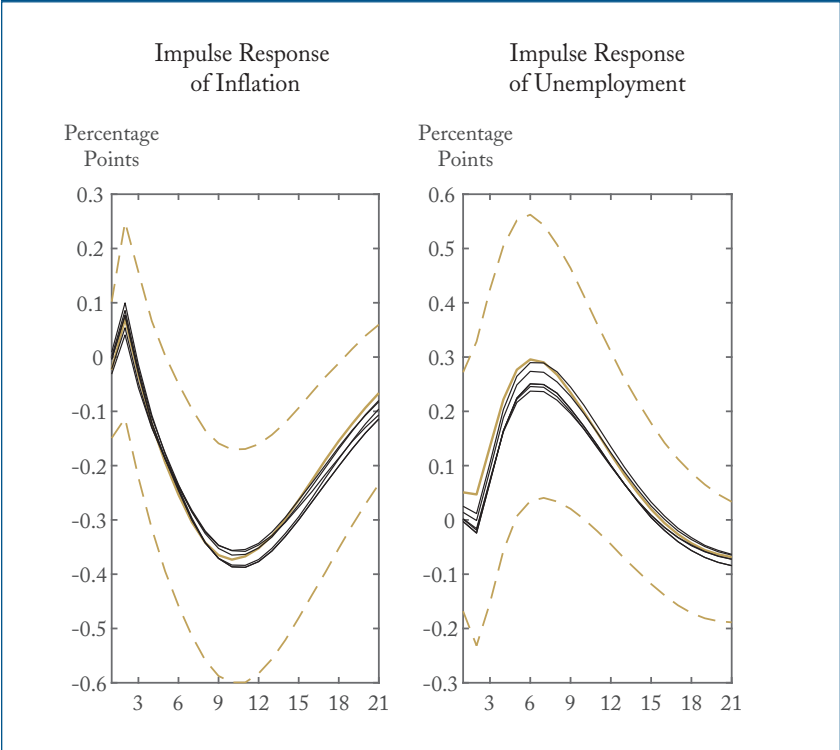 Impulse Response
of Inflation
Percentage
Points
0.3
0.2
0.1
0
-0.1
-0.2
-0.3
-0.4
-0.5
-0.6
3 6 9 12 15 18 21
Impulse Response
of Unemployment
Percentage
Points
0.6
0.5
0.4
0.3
0.2
0.1
0
-0.1
-0.2
-0.3
3 6 9 12 15 18 21